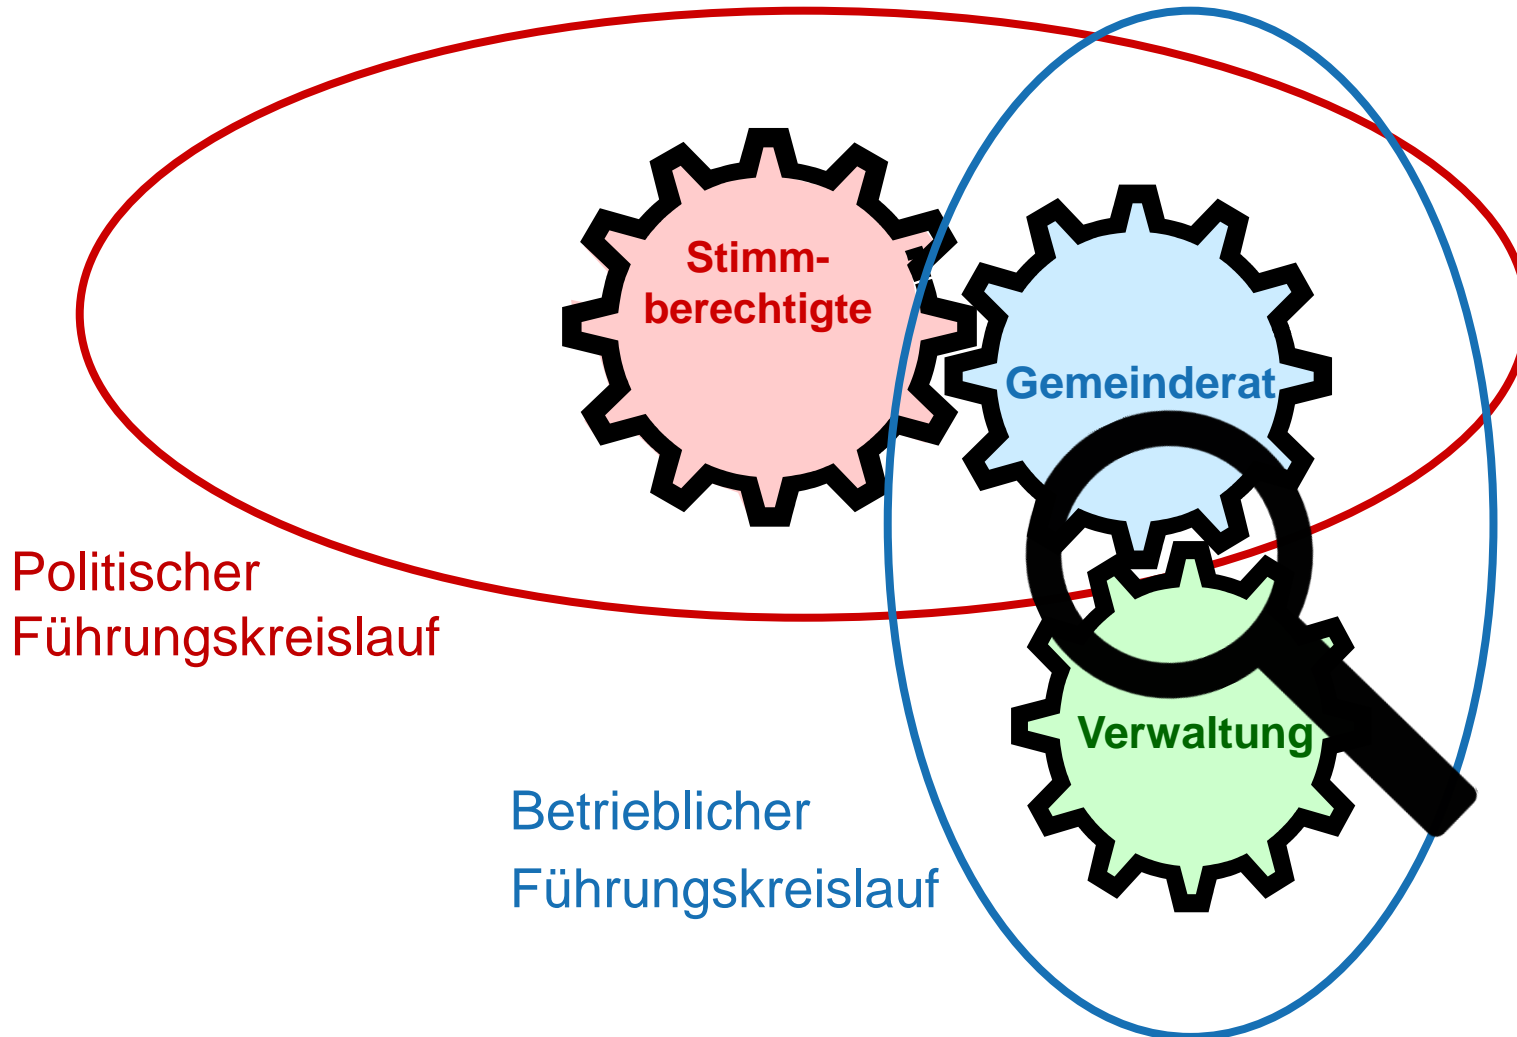 Stimm-
berechtigte
Gemeinderat
Politischer
Führungskreislauf
Verwaltung
Betrieblicher
Führungskreislauf